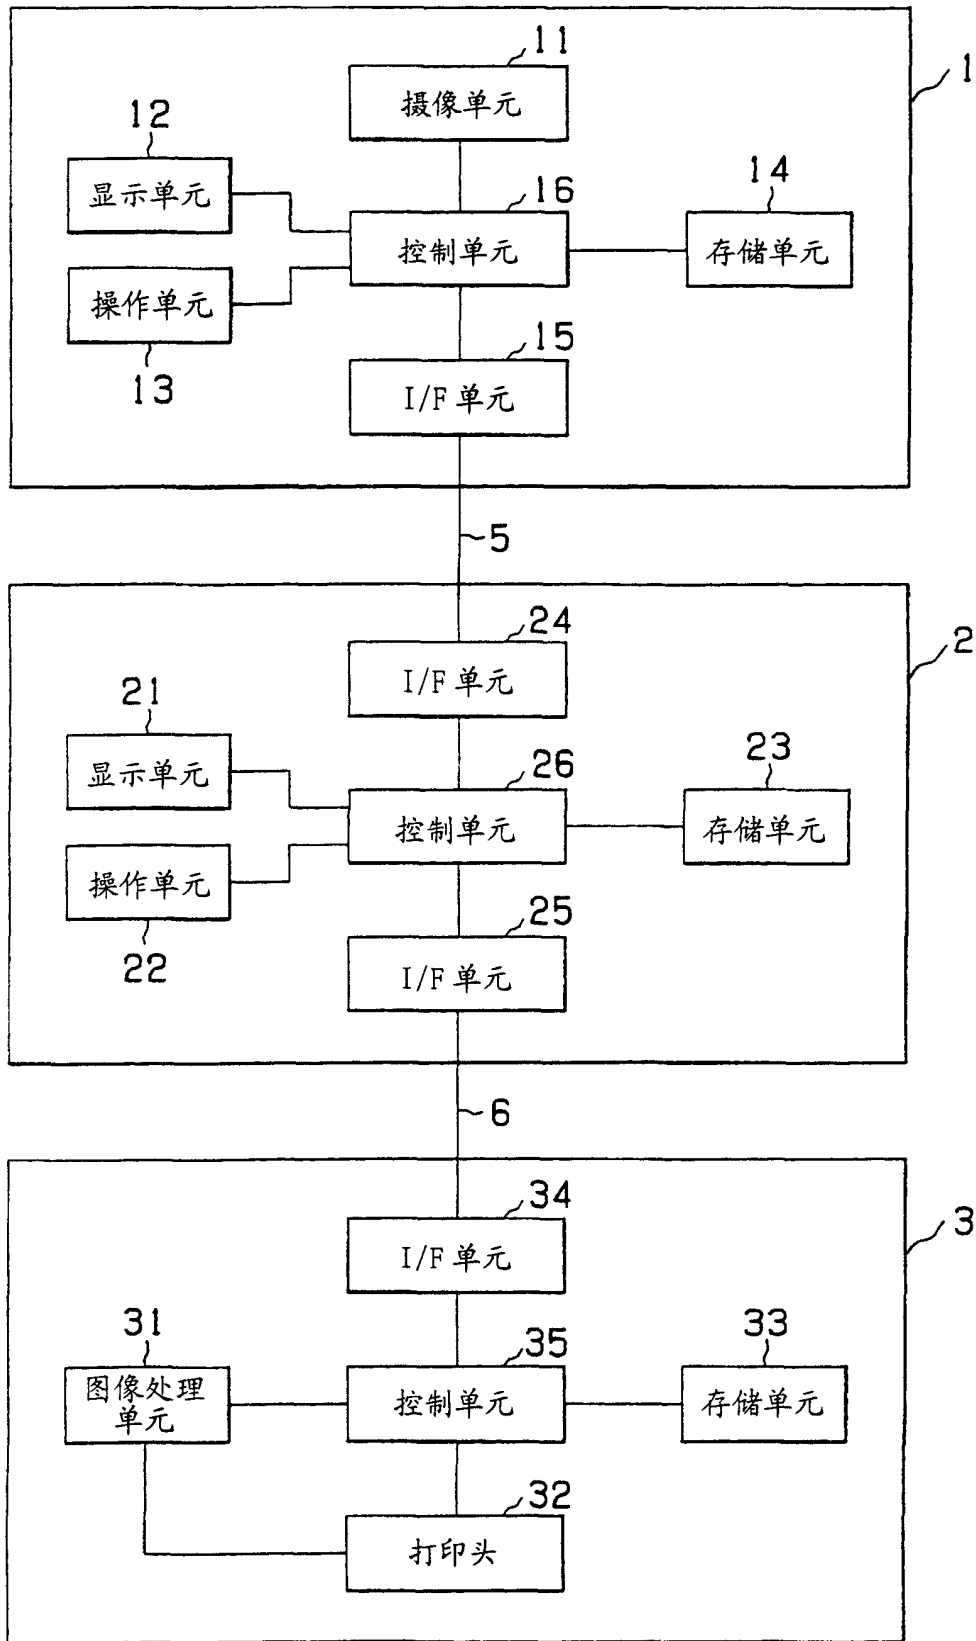 11
1
摄像单元
12
显示单元
16
14
控制单元
存储单元
操作单元
13
15
I/F 单元
5
24
2
I/F 单元
21
显示单元
26
23
控制单元
存储单元
操作单元
22
25
I/F 单元
6
34
3
I/F 单元
31
35
33
图像处理
单元
控制单元
存储单元
32
打印头